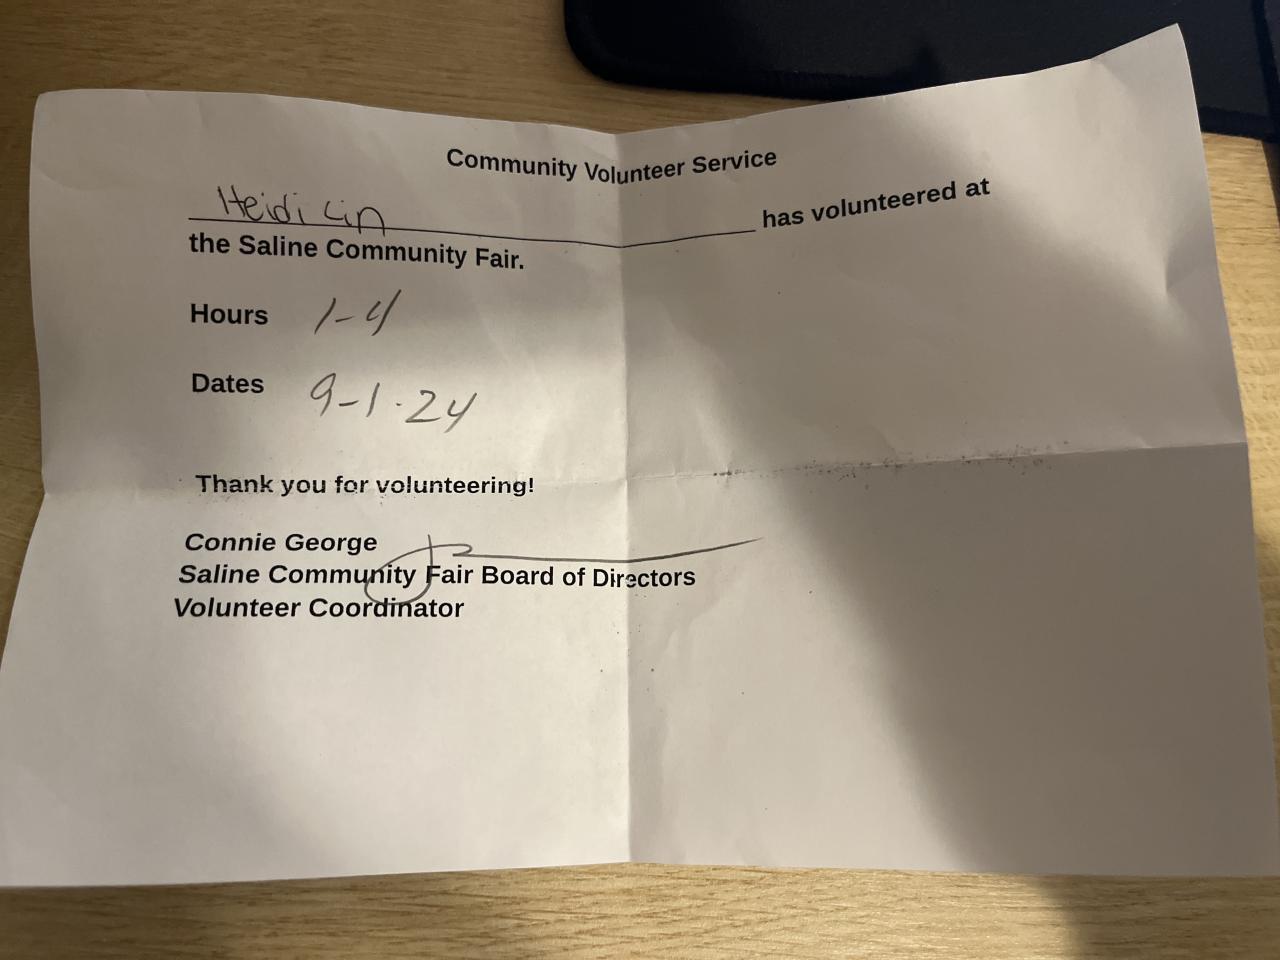 Community Volunteer Service
Heidi Lin has volunteered at
the Saline Community Fair.
Hours 1-4
Dates 9-1-24
Thank you for volunteering!
Connie George
Saline Community Fair Board of Directors
Volunteer Coordinator